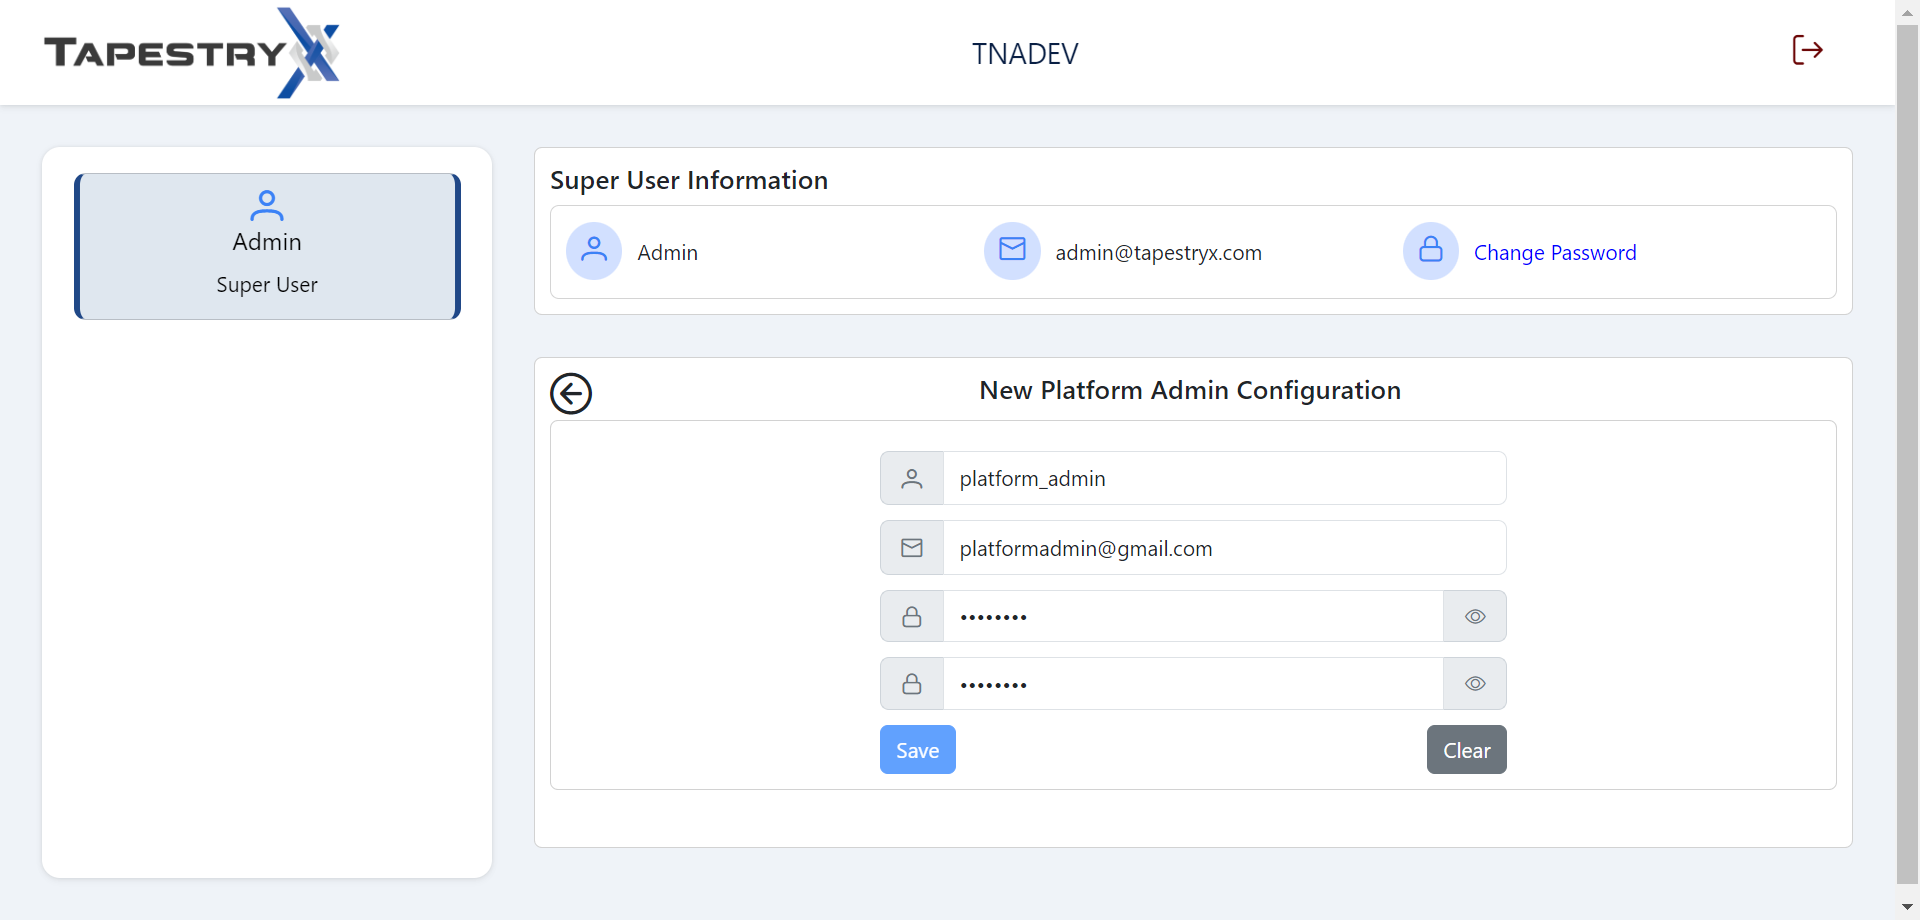 TAPESTRYX
TNADEV
Admin
Super User
Super User Information
Admin
admin@tapestryx.com
Change Password
New Platform Admin Configuration
platform_admin
platformadmin@gmail.com
••••••••
••••••••
Save
Clear